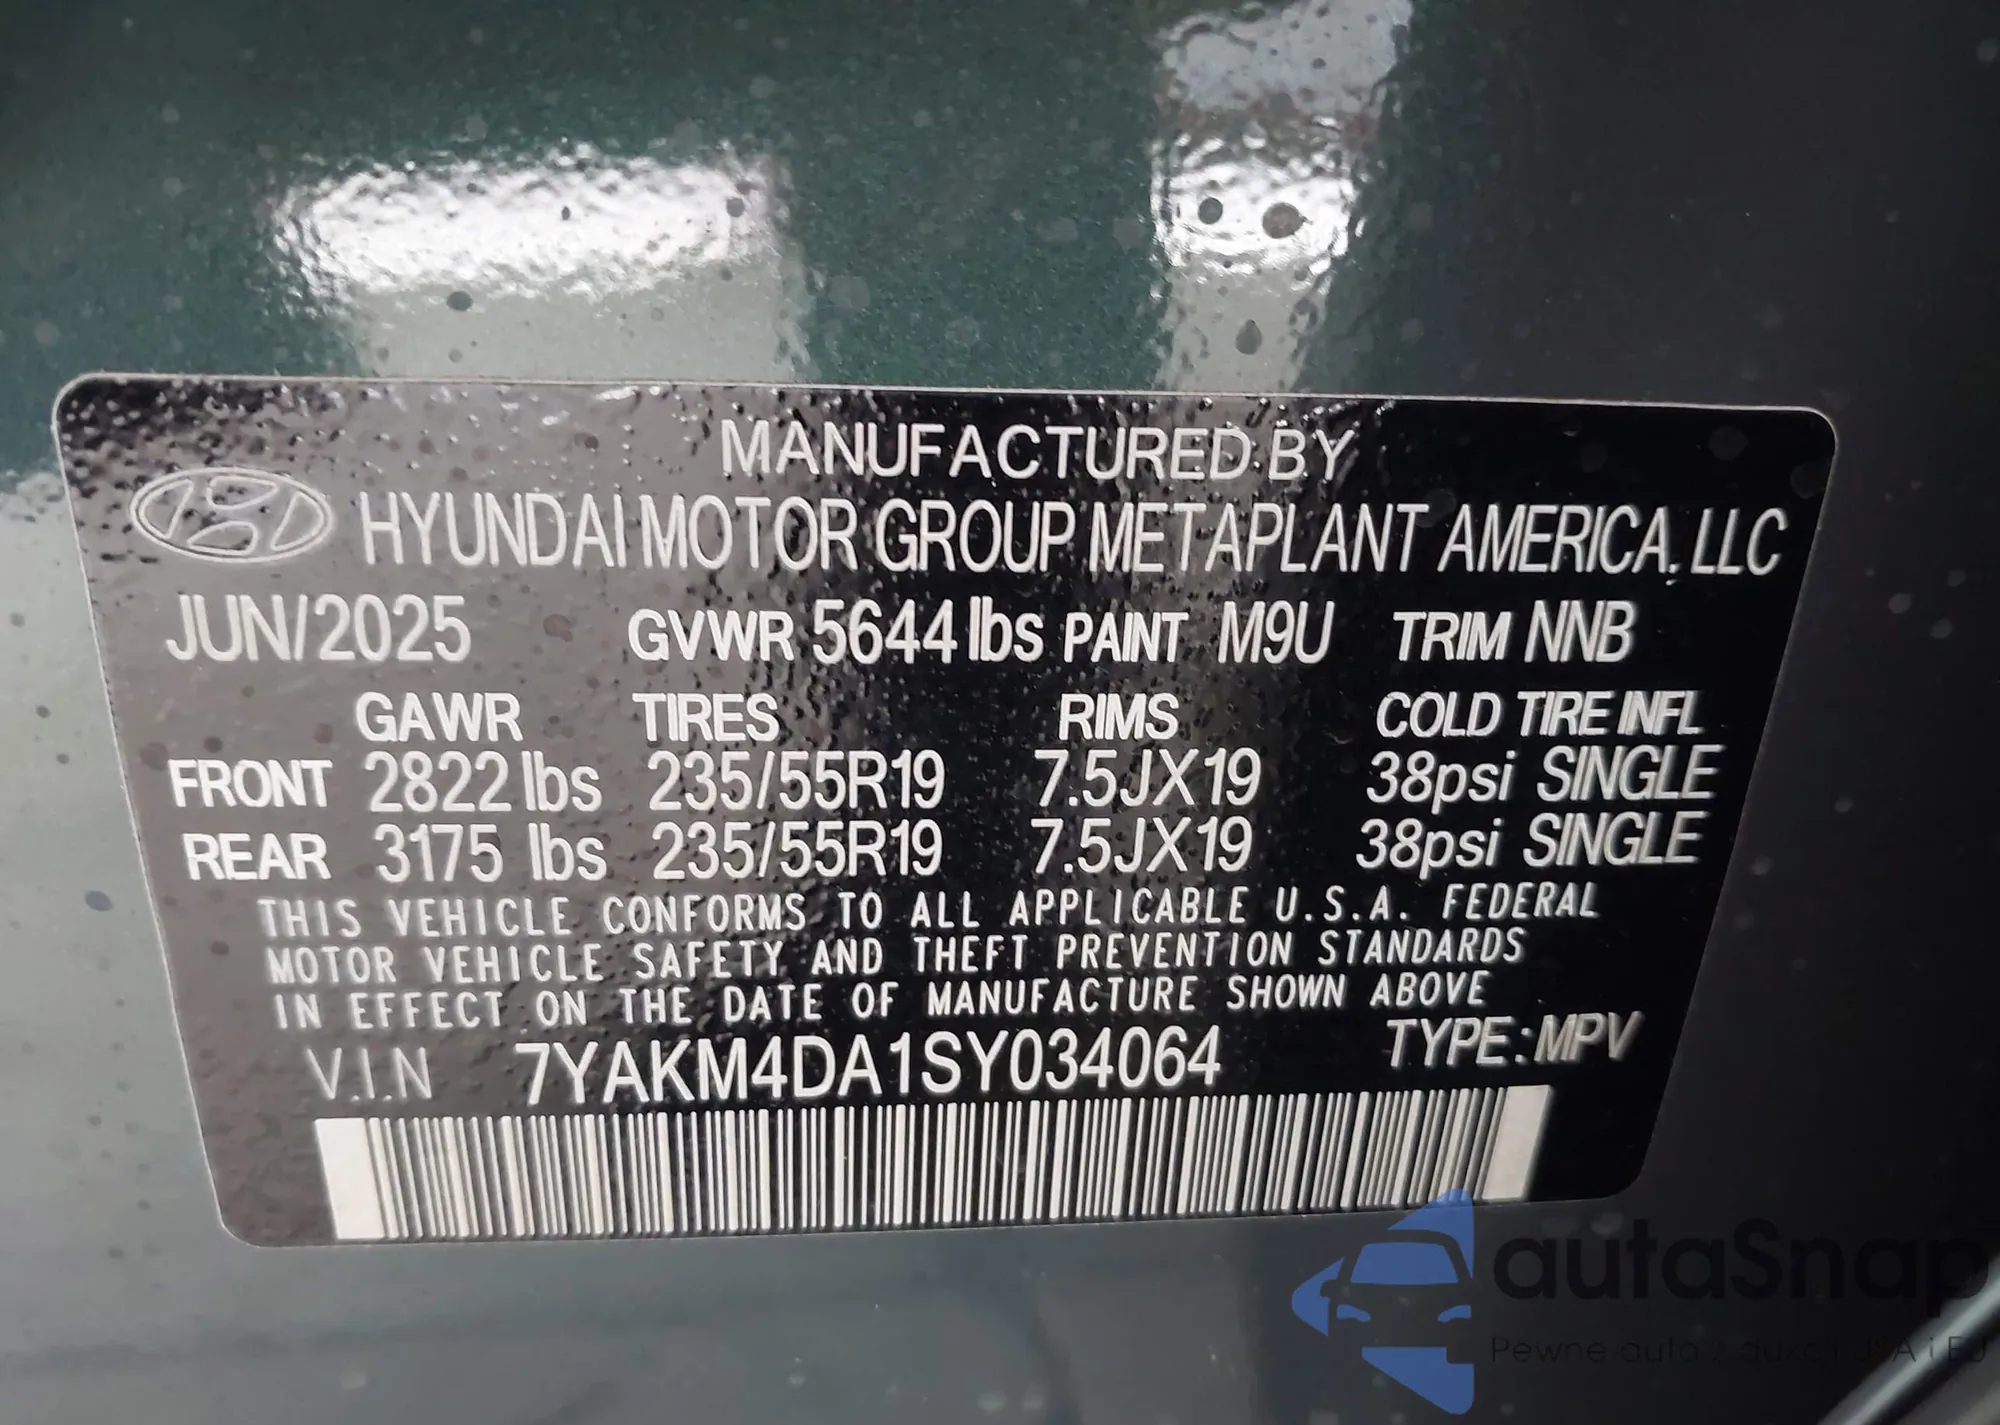 MANUFACTURED BY
HYUNDAI MOTOR GROUP METAPLANT AMERICA, LLC
JUN/2025 GVWR 5644 lbs PAINT M9U TRIM NNB
GAWR TIRES RIMS COLD TIRE INFL
FRONT 2822 lbs 235/55R19 7.5JX19 38psi SINGLE
REAR 3175 lbs 235/55R19 7.5JX19 38psi SINGLE
THIS VEHICLE CONFORMS TO ALL APPLICABLE U.S.A. FEDERAL
MOTOR VEHICLE SAFETY AND THEFT PREVENTION STANDARDS
IN EFFECT ON THE DATE OF MANUFACTURE SHOWN ABOVE
V.I.N 7YAKM4DA1SY034064 TYPE: MPV
autaSnap
Pewne auta z